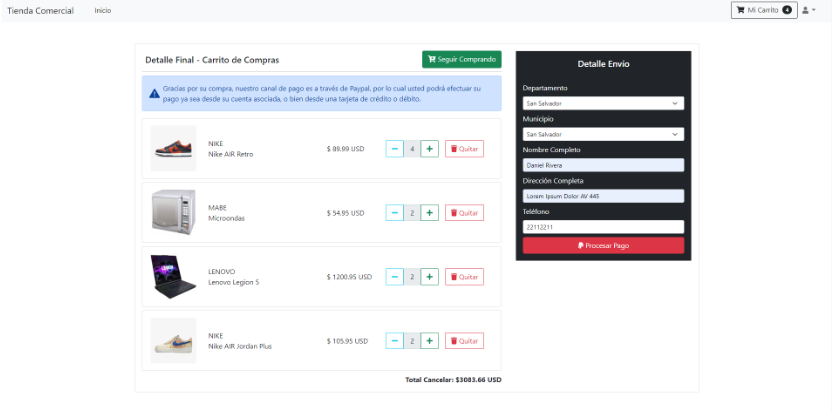 Tienda Comercial
Inicio
Mi Carrito 4
Detalle Final - Carrito de Compras
Seguir Comprando
Gracias por su compra, nuestro canal de pago es a través de Paypal, por lo cual usted podrá efectuar su
pago ya sea desde su cuenta asociada, o bien desde una tarjeta de crédito o débito.
NIKE
Nike AIR Retro
$ 89.99 USD
− 4 +
Quitar
MABE
Microondas
$ 54.95 USD
− 2 +
Quitar
LENOVO
Lenovo Legion 5
$ 1200.95 USD
− 2 +
Quitar
NIKE
Nike AIR Jordan Plus
$ 105.95 USD
− 2 +
Quitar
Total Cancelar: $3083.66 USD
Detalle Envío
Departamento
San Salvador
Municipio
San Salvador
Nombre Completo
Daniel Rivera
Dirección Completa
Lorem Ipsum Dolor AV 445
Teléfono
22112211
Procesar Pago